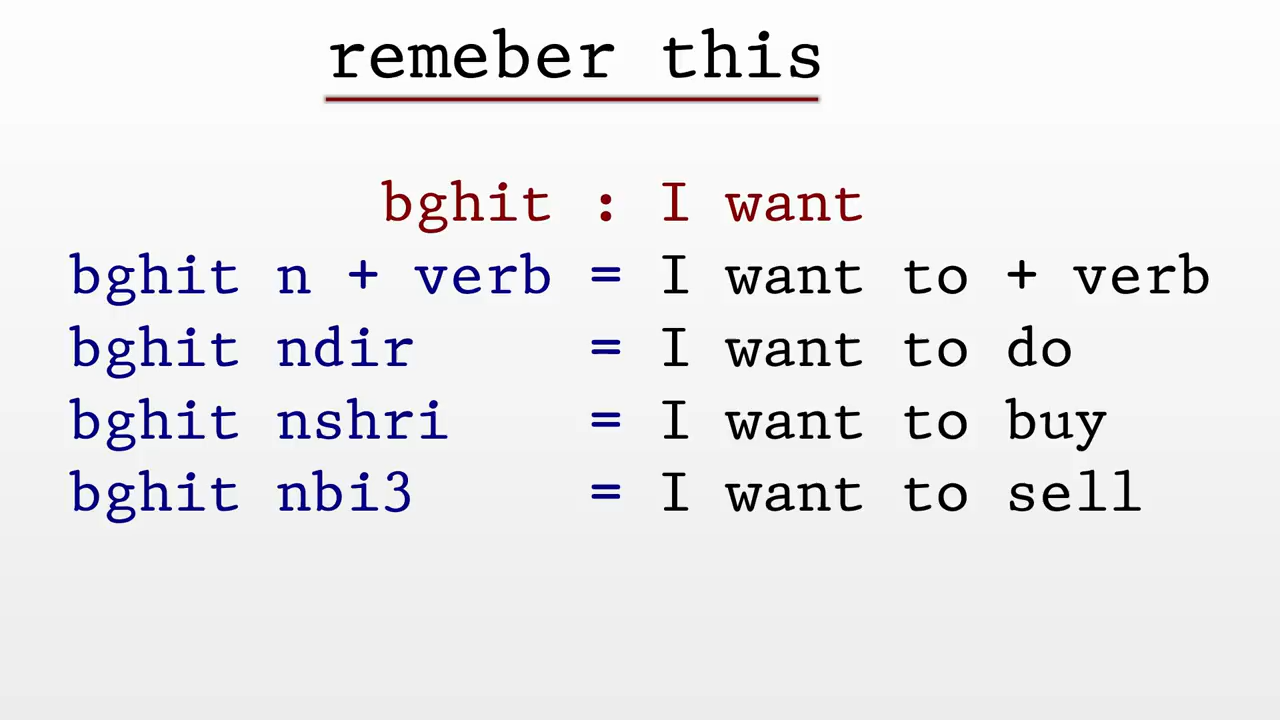 remeber this
bghit : I want
bghit n + verb = I want to + verb
bghit ndir = I want to do
bghit nshri = I want to buy
bghit nbi3 = I want to sell